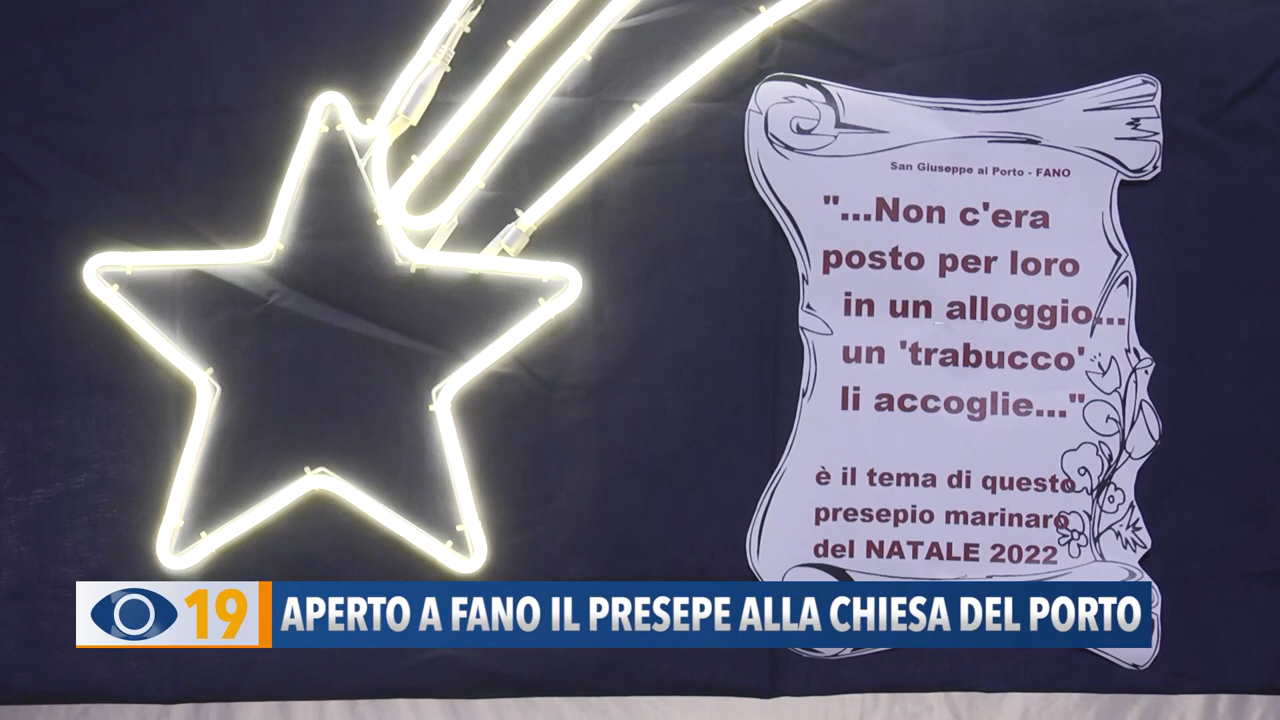 San Giuseppe al Porto - FANO
"...Non c'era
posto per loro
in un alloggio...
un 'trabucco'
li accoglie..."
è il tema di questo
presepio marinaro
del NATALE 2022
19 APERTO A FANO IL PRESEPE ALLA CHIESA DEL PORTO